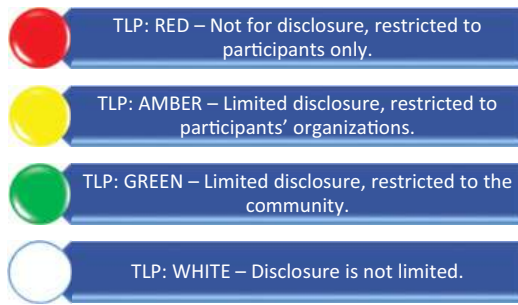 TLP: RED – Not for disclosure, restricted to
participants only.
TLP: AMBER – Limited disclosure, restricted to
participants’ organizations.
TLP: GREEN – Limited disclosure, restricted to the
community.
TLP: WHITE – Disclosure is not limited.